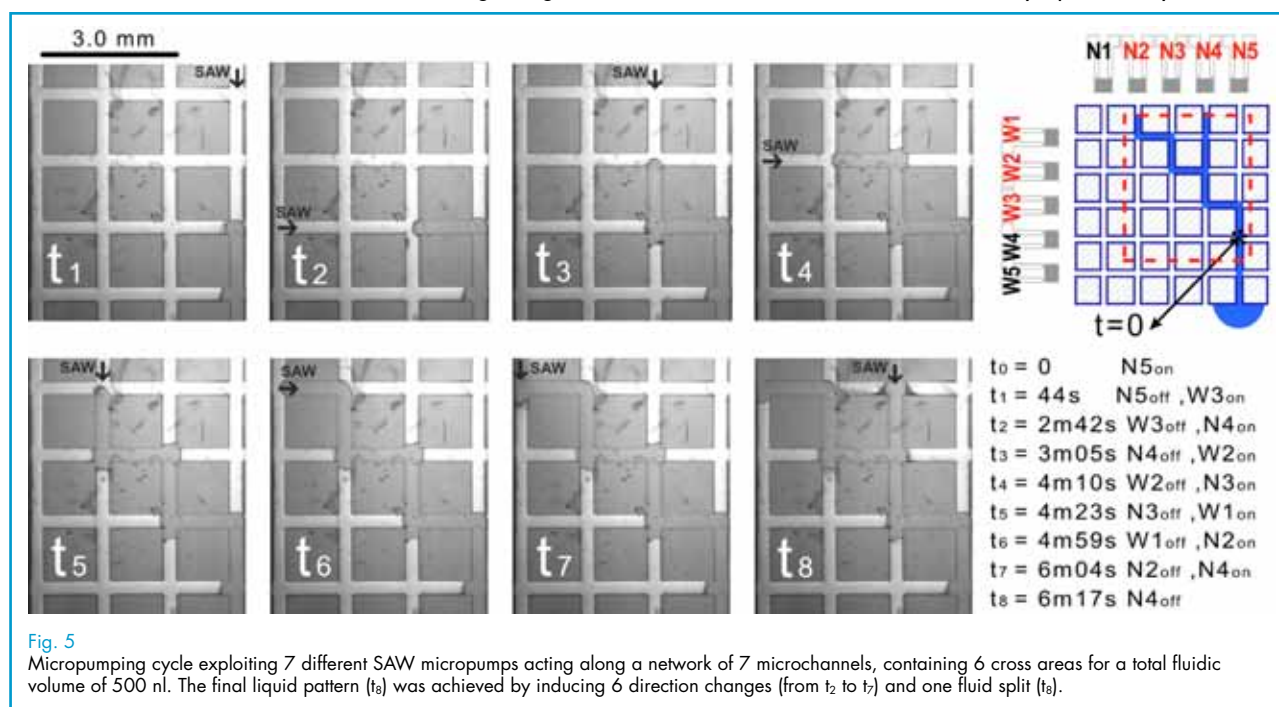 3.0 mm
SAW
t1
SAW
t2
SAW
t3
SAW
t4
SAW
t5
SAW
t6
SAW
t7
SAW
t8
N1 N2 N3 N4 N5
W1
W2
W3
W4
W5
t=0
t0 = 0 N5on
t1 = 44s N5off ,W3on
t2 = 2m42s W3off ,N4on
t3 = 3m05s N4off ,W2on
t4 = 4m10s W2off ,N3on
t5 = 4m23s N3off ,W1on
t6 = 4m59s W1off ,N2on
t7 = 6m04s N2off ,N4on
t8 = 6m17s N4off
Fig. 5
Micropumping cycle exploiting 7 different SAW micropumps acting along a network of 7 microchannels, containing 6 cross areas for a total fluidic
volume of 500 nl. The final liquid pattern (t8) was achieved by inducing 6 direction changes (from t2 to t7) and one fluid split (t8).